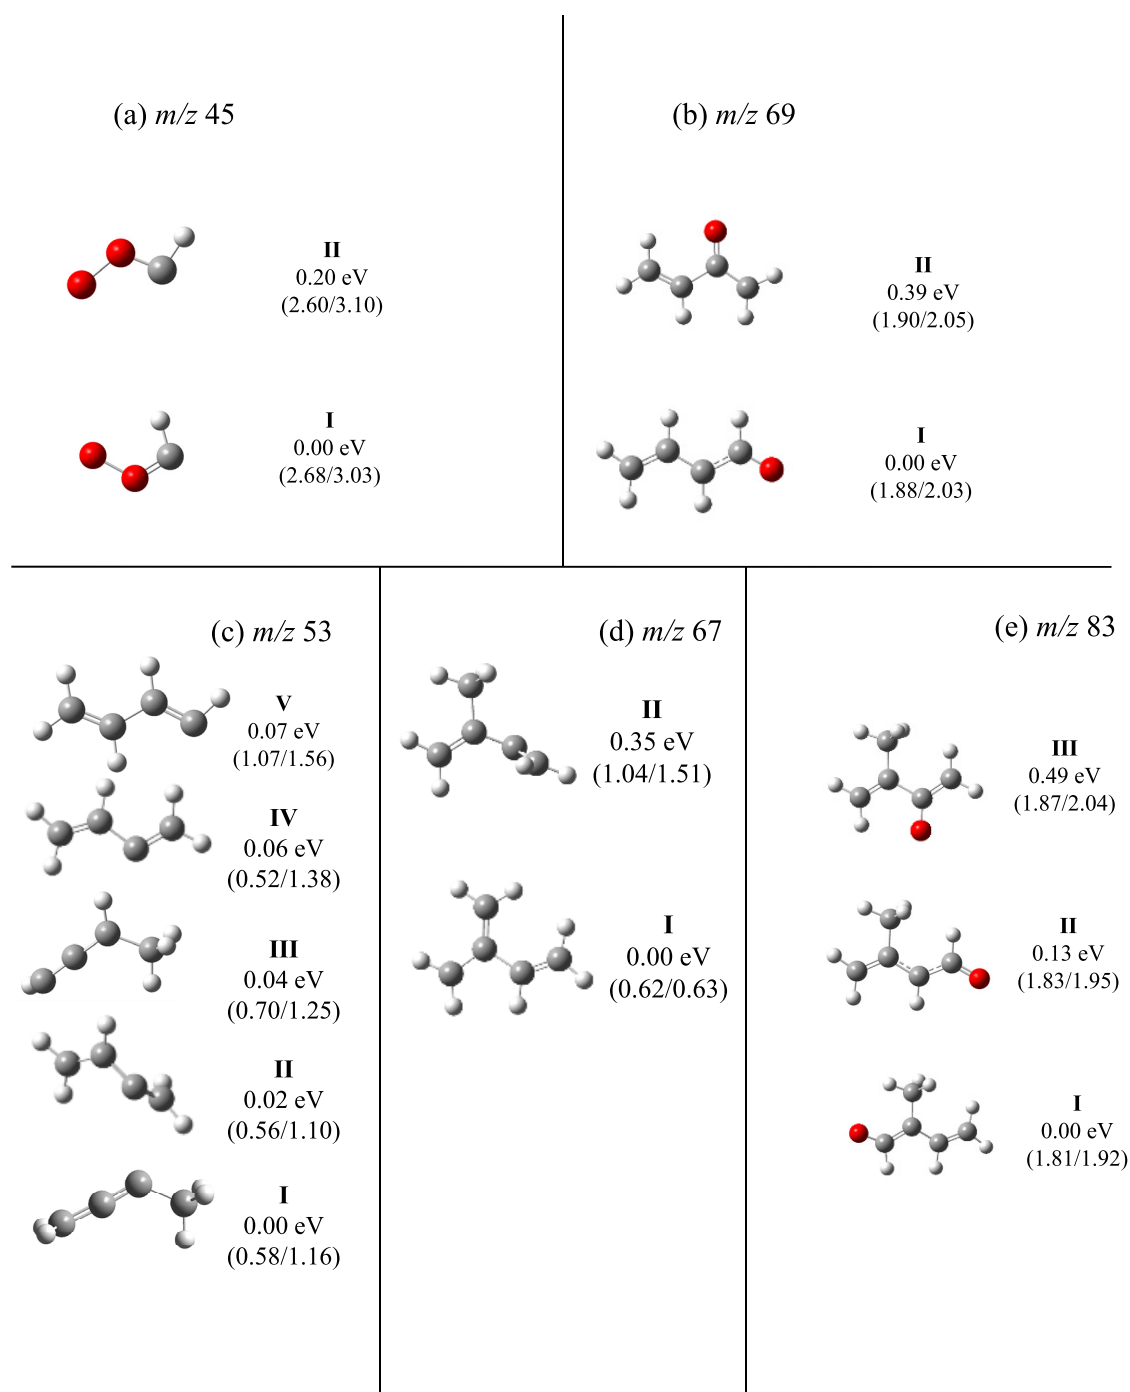 (a) m/z 45
II
0.20 eV
(2.60/3.10)
I
0.00 eV
(2.68/3.03)
(b) m/z 69
II
0.39 eV
(1.90/2.05)
I
0.00 eV
(1.88/2.03)
(c) m/z 53
V
0.07 eV
(1.07/1.56)
IV
0.06 eV
(0.52/1.38)
III
0.04 eV
(0.70/1.25)
II
0.02 eV
(0.56/1.10)
I
0.00 eV
(0.58/1.16)
(d) m/z 67
II
0.35 eV
(1.04/1.51)
I
0.00 eV
(0.62/0.63)
(e) m/z 83
III
0.49 eV
(1.87/2.04)
II
0.13 eV
(1.83/1.95)
I
0.00 eV
(1.81/1.92)